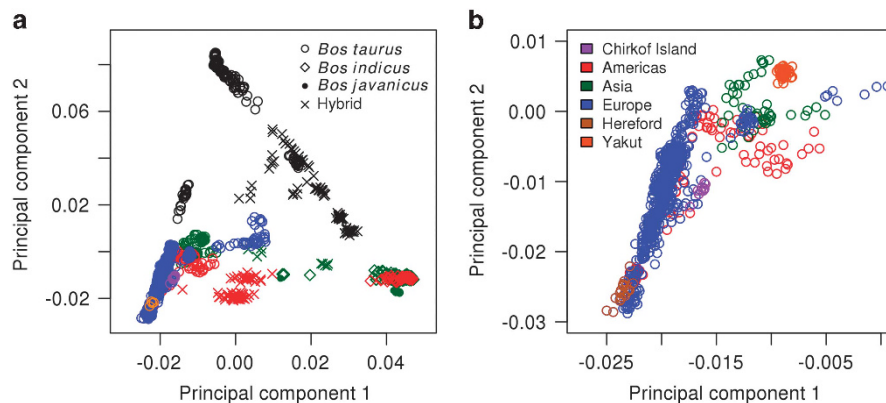 a
Principal component 2
0.06
0.02
-0.02
-0.02
0.00
0.02
0.04
Principal component 1
Bos taurus
Bos indicus
Bos javanicus
Hybrid
b
Principal component 2
0.01
0.00
-0.01
-0.02
-0.03
-0.025
-0.015
-0.005
Principal component 1
Chirkof Island
Americas
Asia
Europe
Hereford
Yakut